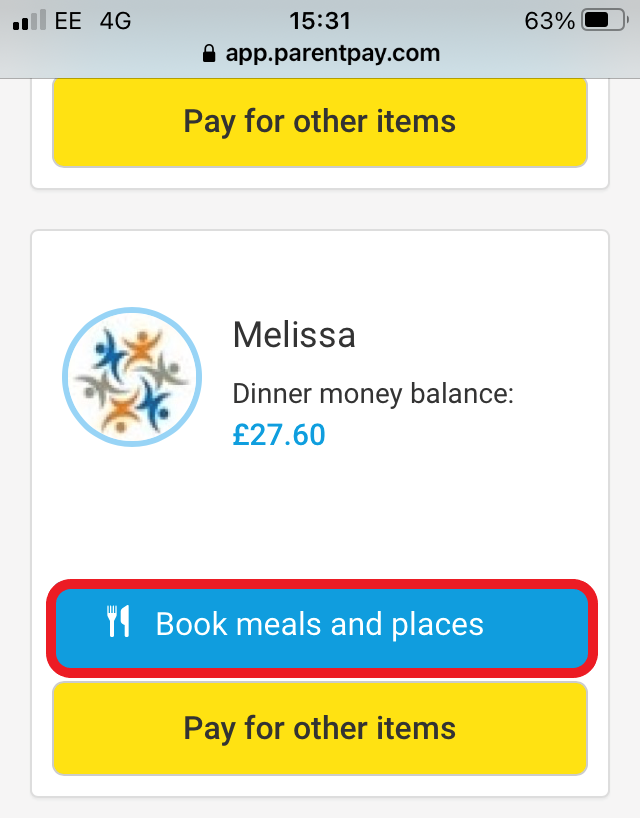 EE 4G 15:31 63%
app.parentpay.com
Pay for other items
Melissa
Dinner money balance:
£27.60
Book meals and places
Pay for other items